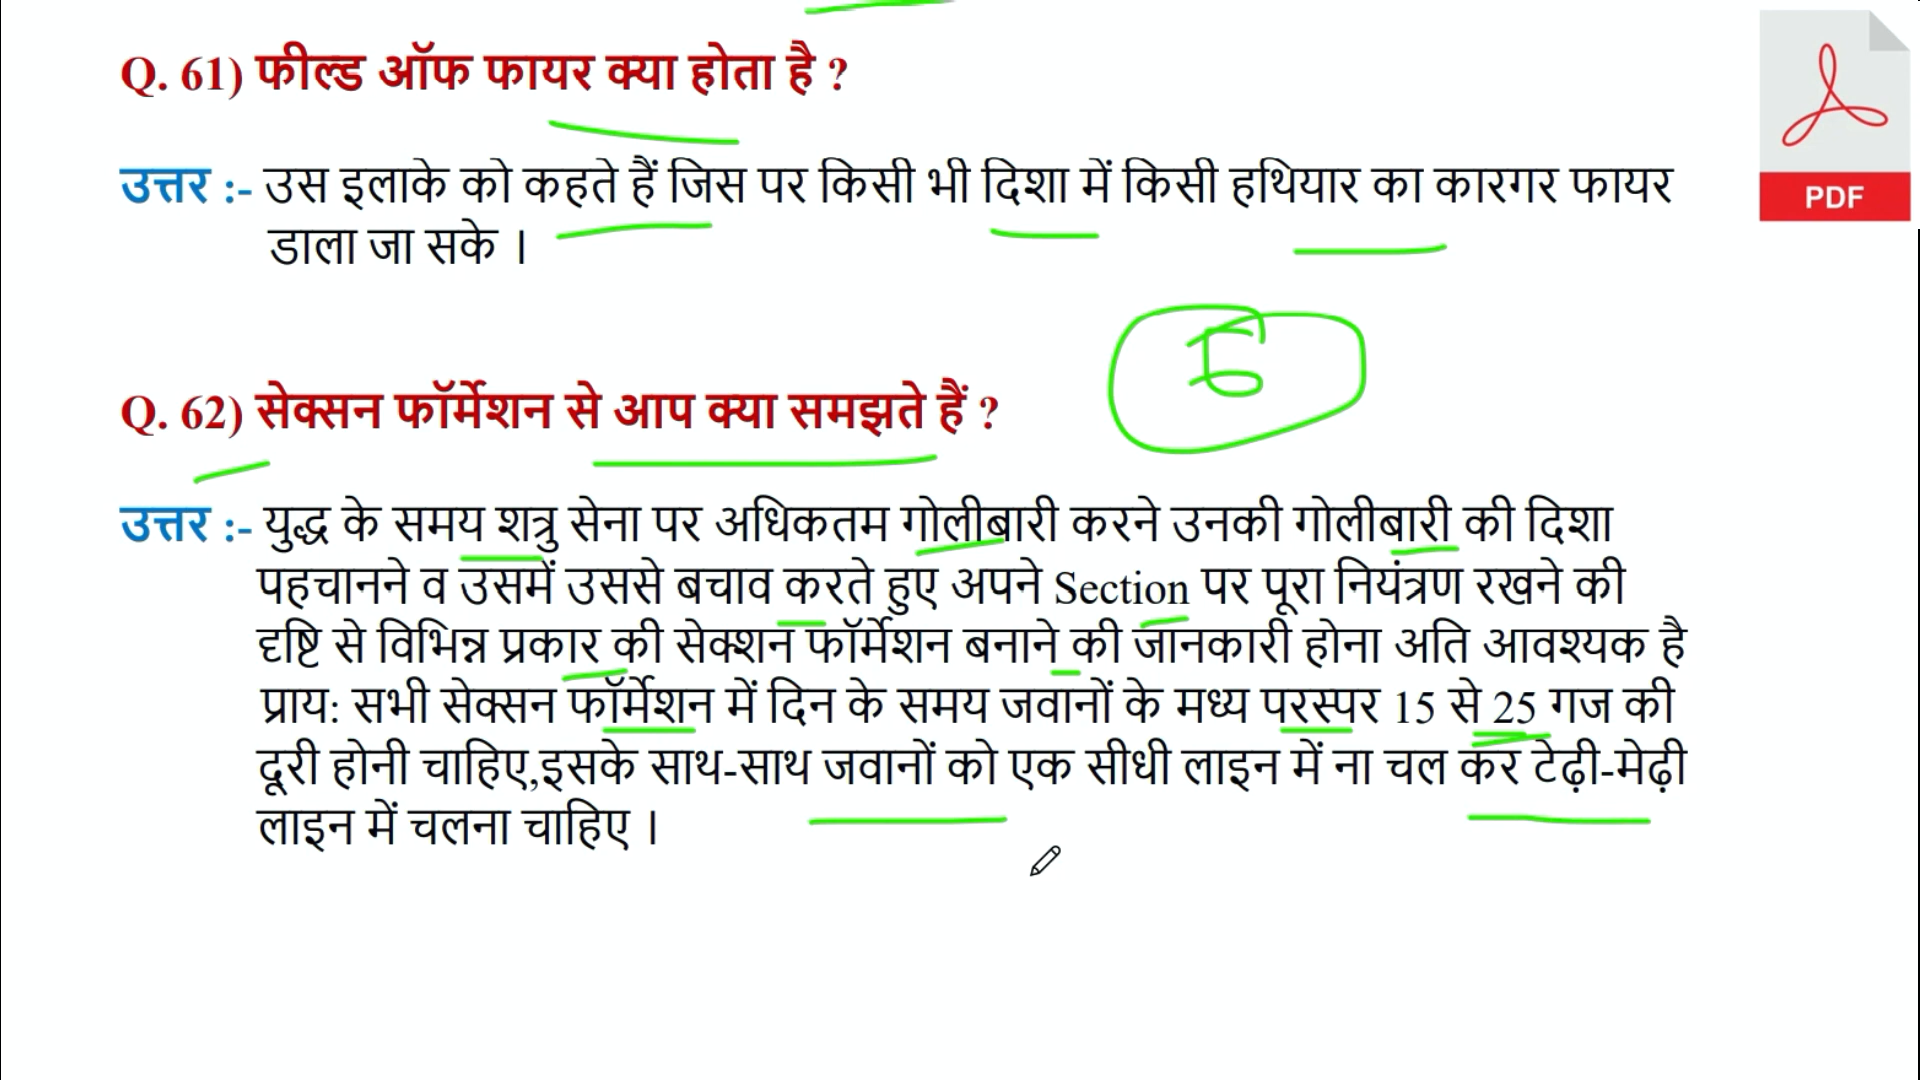 Q. 61) फील्ड ऑफ फायर क्या होता है ?
उत्तर :- उस इलाके को कहते हैं जिस पर किसी भी दिशा में किसी हथियार का कारगर फायर
डाला जा सके ।
Q. 62) सेक्सन फॉर्मेशन से आप क्या समझते हैं ?
उत्तर :- युद्ध के समय शत्रु सेना पर अधिकतम गोलीबारी करने उनकी गोलीबारी की दिशा
पहचानने व उसमें उससे बचाव करते हुए अपने Section पर पूरा नियंत्रण रखने की
दृष्टि से विभिन्न प्रकार की सेक्शन फॉर्मेशन बनाने की जानकारी होना अति आवश्यक है
प्राय: सभी सेक्सन फॉर्मेशन में दिन के समय जवानों के मध्य परस्पर 15 से 25 गज की
दूरी होनी चाहिए,इसके साथ-साथ जवानों को एक सीधी लाइन में ना चल कर टेढ़ी-मेढ़ी
लाइन में चलना चाहिए ।
PDF